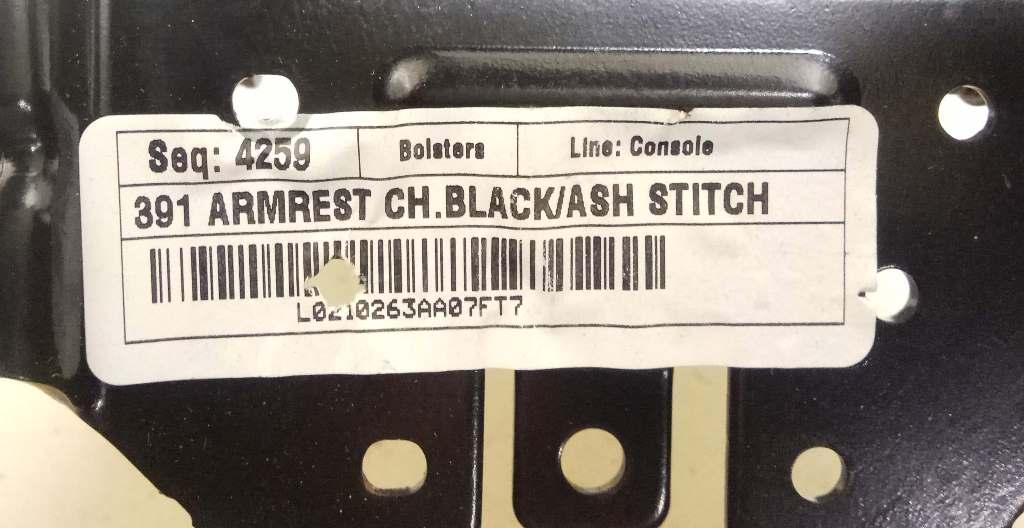 Seq: 4259 Bolsters Line: Console
391 ARMREST CH.BLACK/ASH STITCH
L0210263AA07FT7